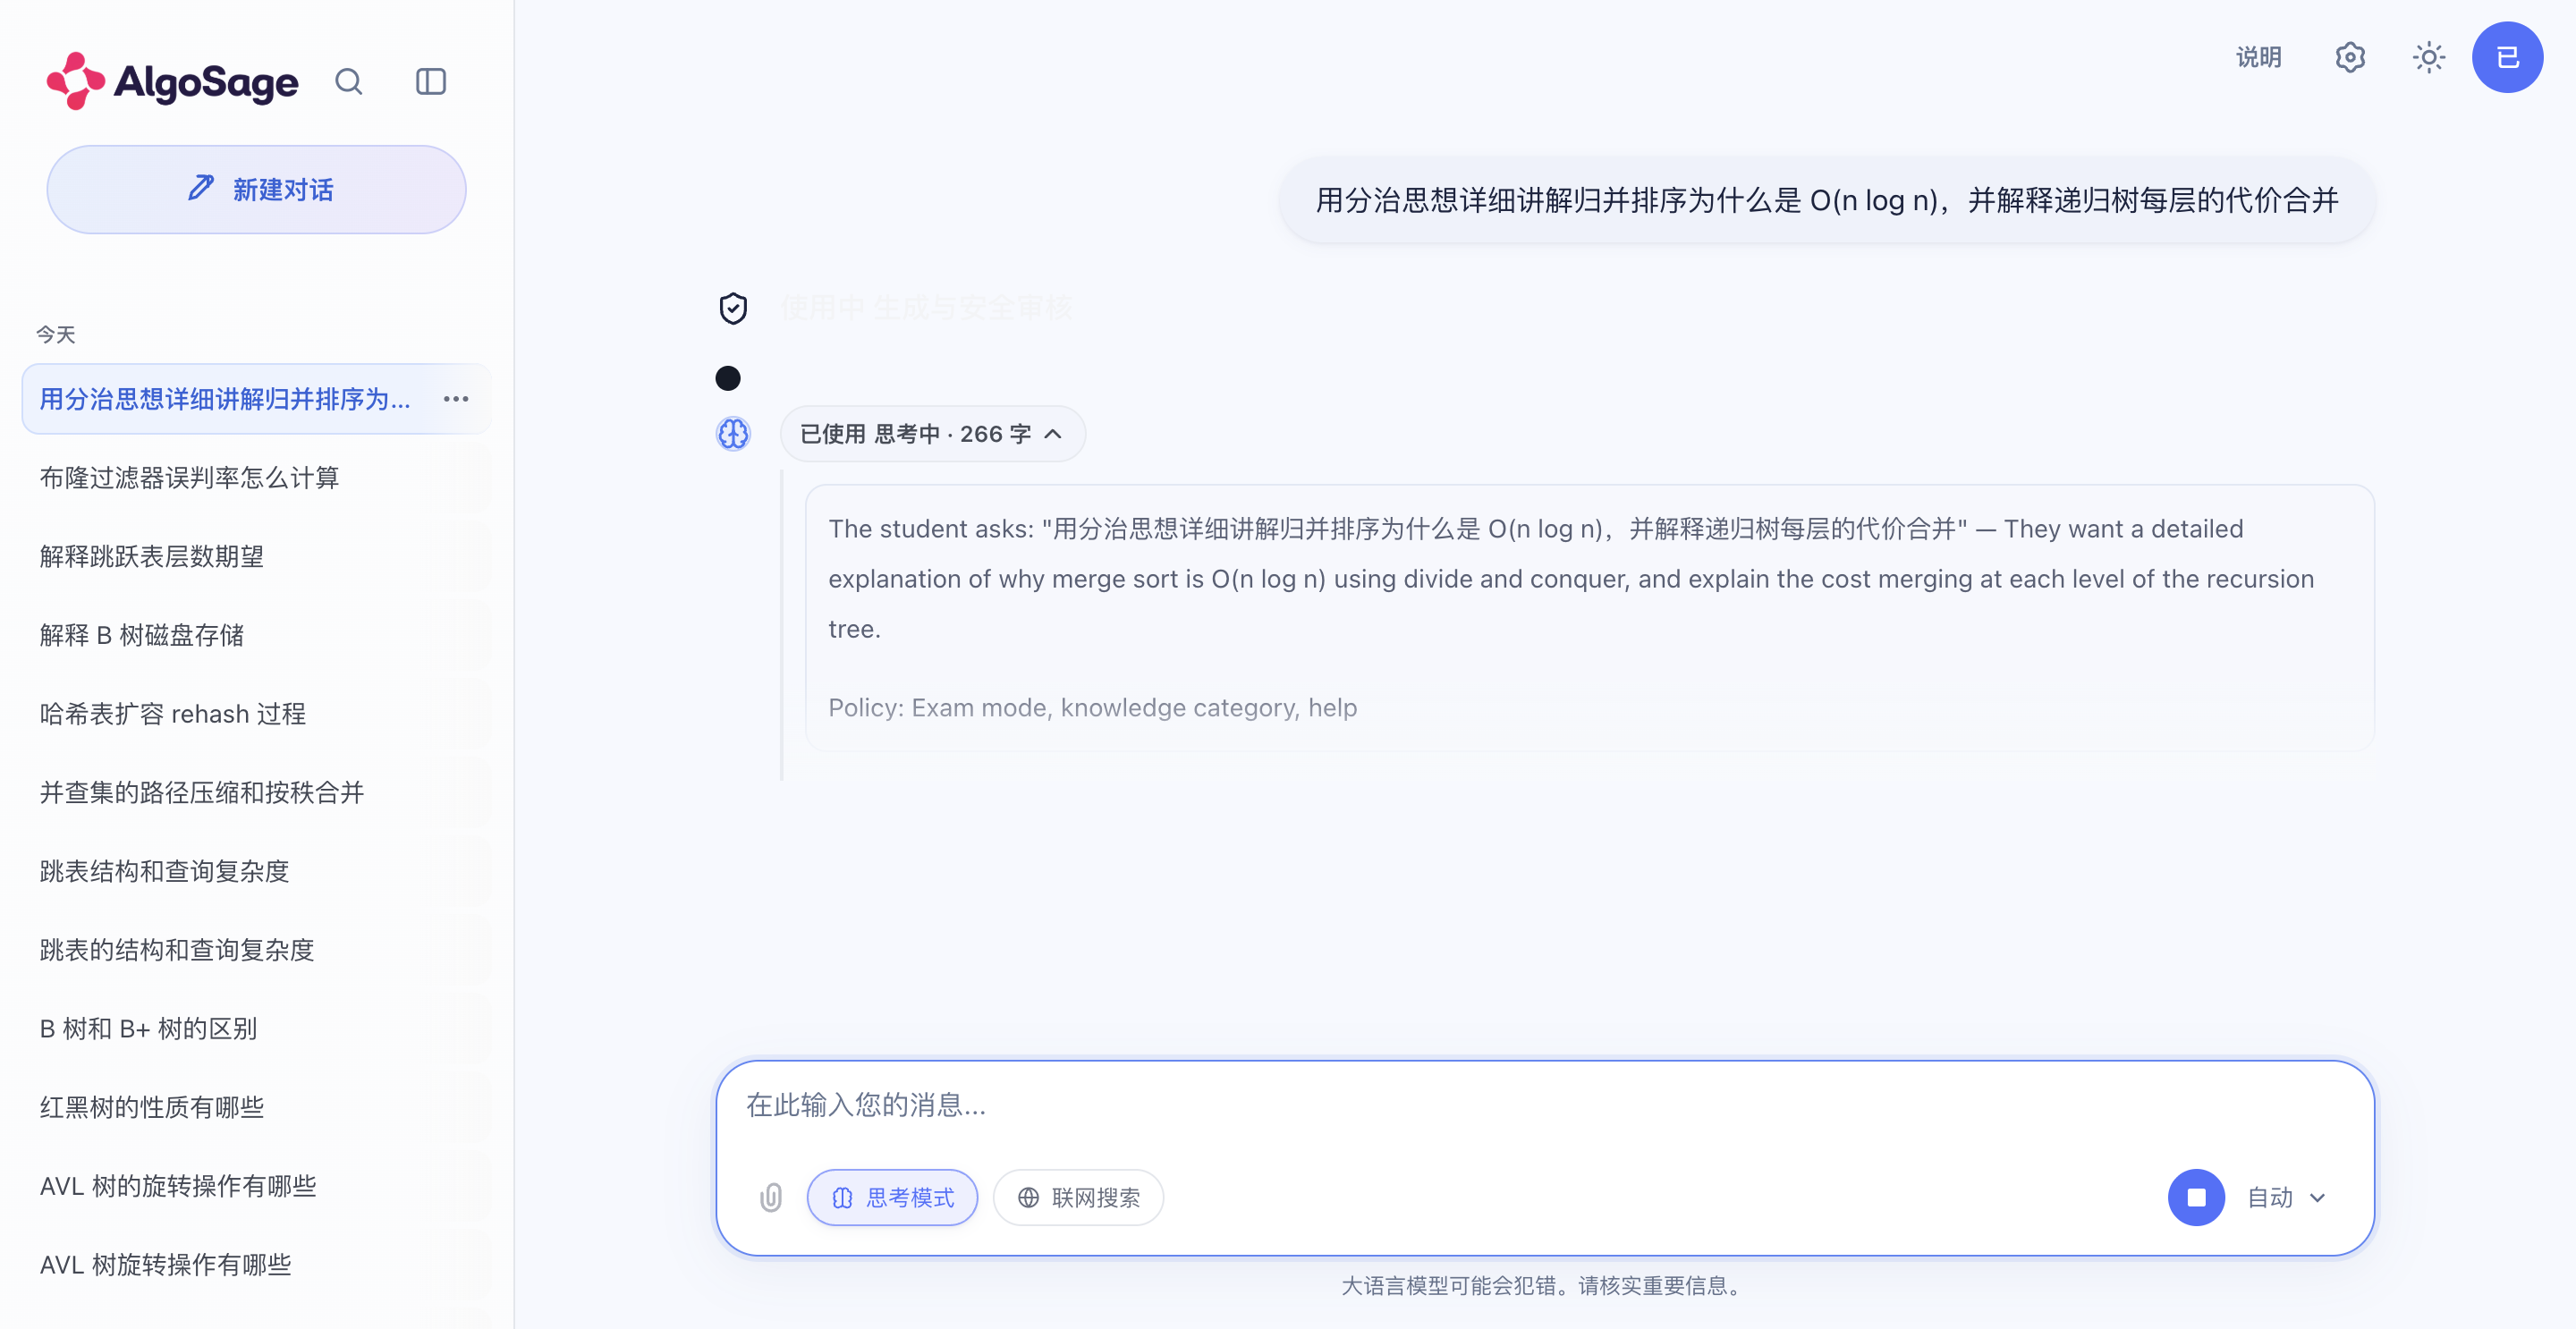 AlgoSage
新建对话
今天
用分治思想详细讲解归并排序为...
布隆过滤器误判率怎么计算
解释跳跃表层数期望
解释 B 树磁盘存储
哈希表扩容 rehash 过程
并查集的路径压缩和按秩合并
跳表结构和查询复杂度
跳表的结构和查询复杂度
B 树和 B+ 树的区别
红黑树的性质有哪些
AVL 树的旋转操作有哪些
AVL 树旋转操作有哪些
说明
已
用分治思想详细讲解归并排序为什么是 O(n log n)，并解释递归树每层的代价合并
使用中 生成与安全审核
已使用 思考中 · 266 字
The student asks: "用分治思想详细讲解归并排序为什么是 O(n log n)，并解释递归树每层的代价合并" — They want a detailed
explanation of why merge sort is O(n log n) using divide and conquer, and explain the cost merging at each level of the recursion
tree.
Policy: Exam mode, knowledge category, help
在此输入您的消息...
思考模式
联网搜索
自动
大语言模型可能会犯错。请核实重要信息。